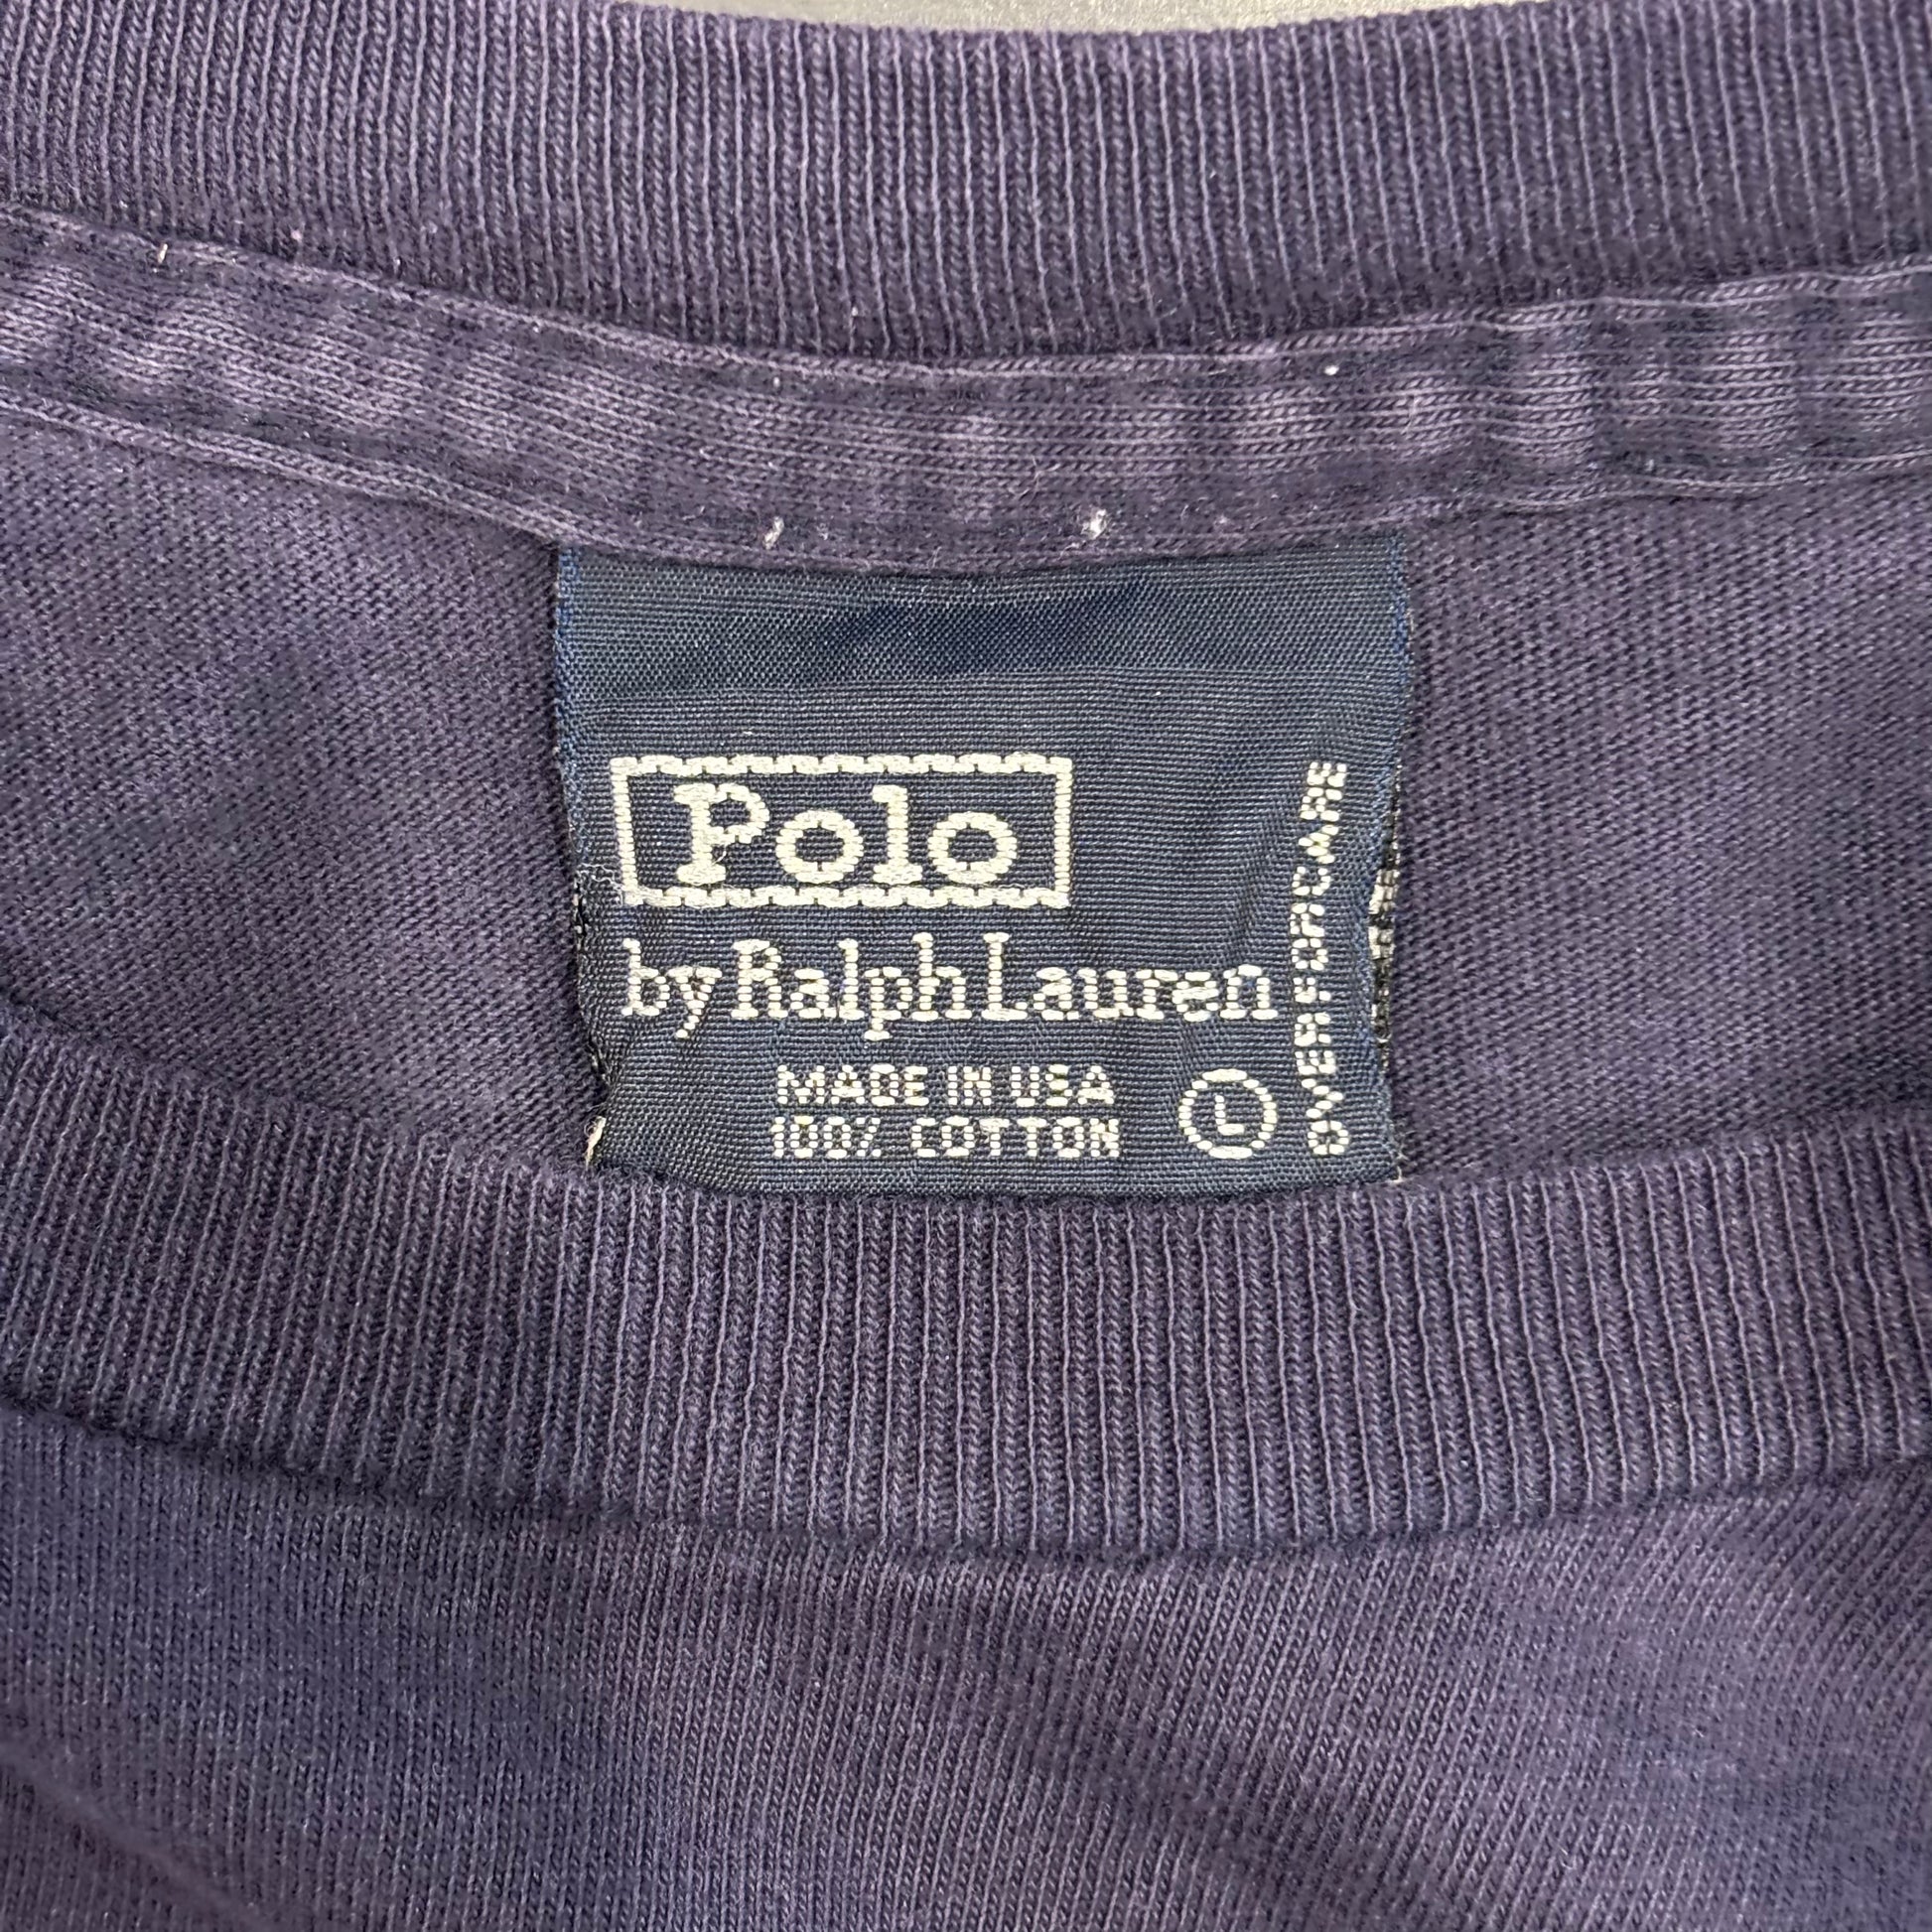 Polo
by Ralph Lauren
MADE IN USA
100% COTTON
L
OVER FOR CARE